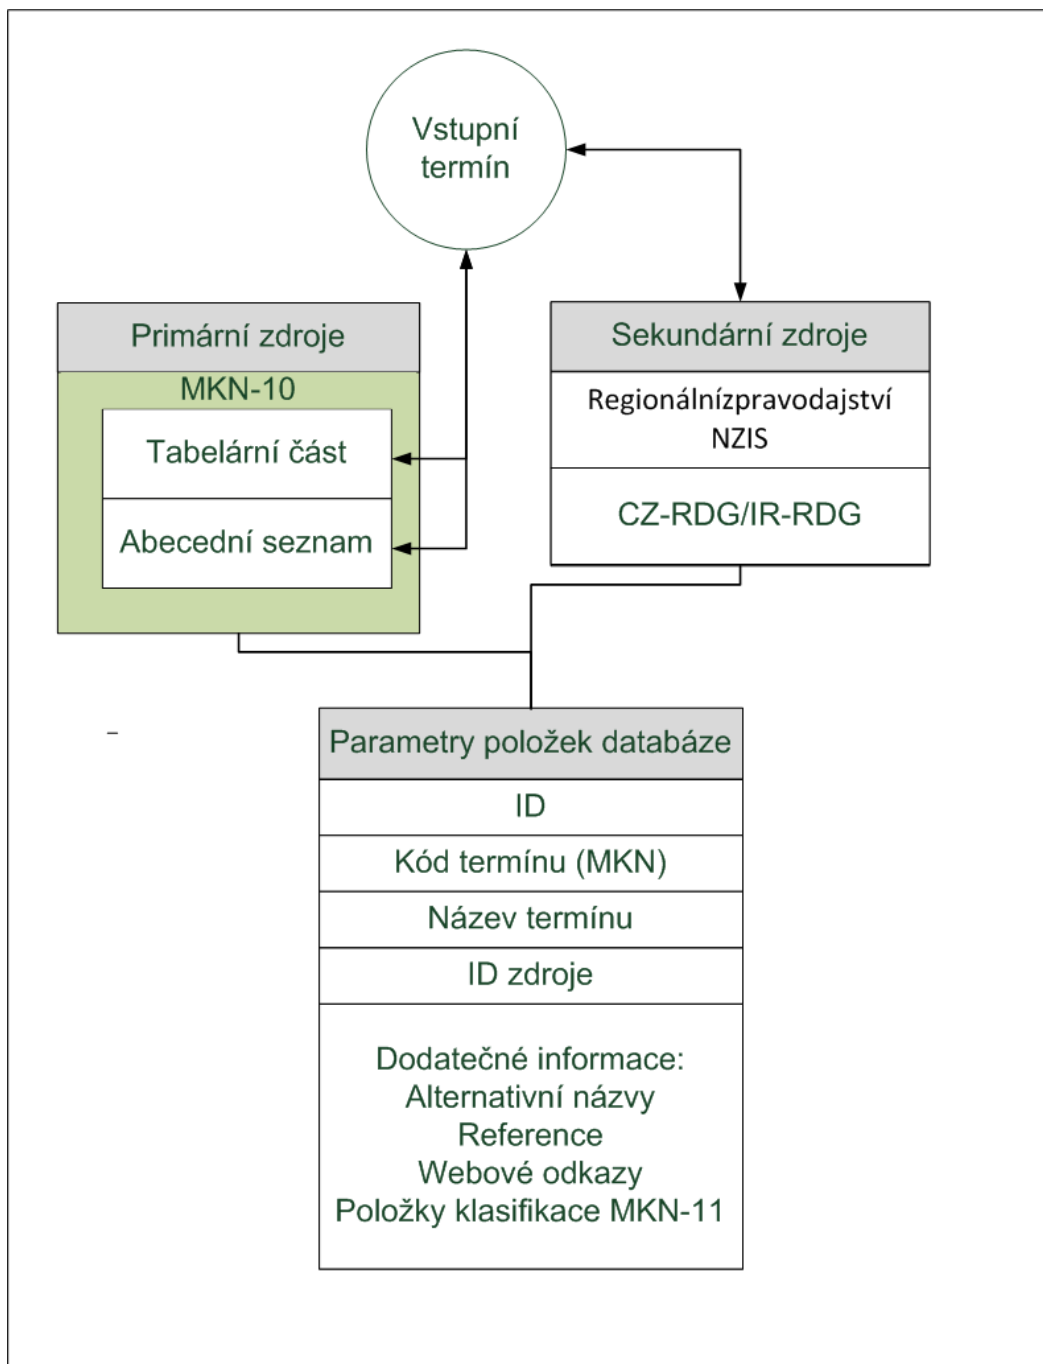 Vstupní
termín
Primární zdroje
MKN-10
Tabelární část
Abecední seznam
Sekundární zdroje
Regionálnízpravodajství
NZIS
CZ-RDG/IR-RDG
Parametry položek databáze
ID
Kód termínu (MKN)
Název termínu
ID zdroje
Dodatečné informace:
Alternativní názvy
Reference
Webové odkazy
Položky klasifikace MKN-11